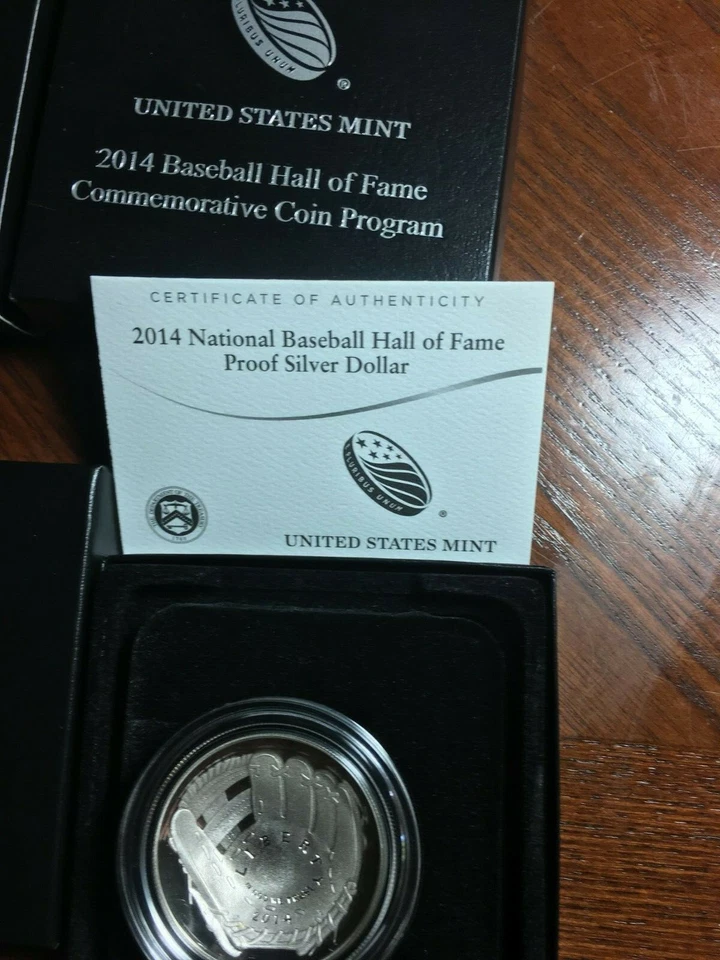 PLURIBUS UNUM
®
UNITED STATES MINT
2014 Baseball Hall of Fame
Commemorative Coin Program
CERTIFICATE OF AUTHENTICITY
2014 National Baseball Hall of Fame
Proof Silver Dollar
PLURIBUS UNUM
®
1789
UNITED STATES MINT
LIBERTY
2014